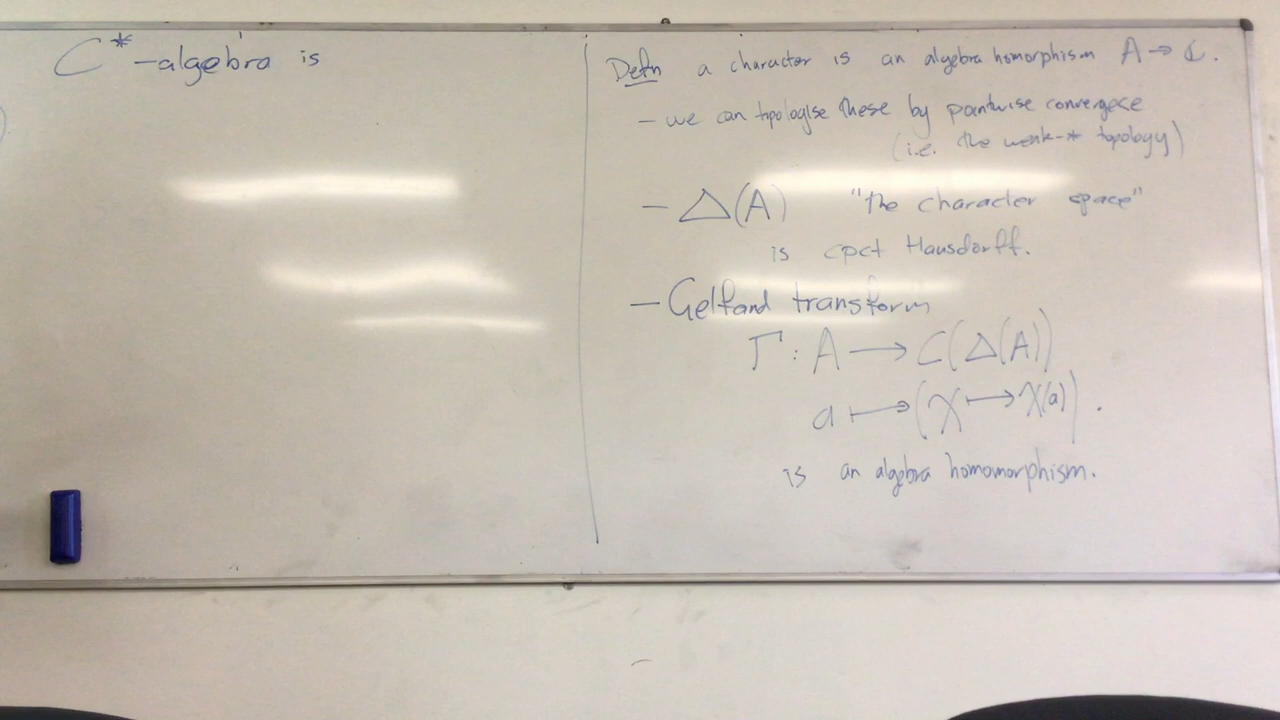 C*-algebra is
Defn a character is an algebra homorphism A → ℂ.
- we can topologise these by pointwise convergece
(i.e. the weak-* topology)
- Δ(A) "the character space"
is cpct Hausdorff.
- Gelfand transform
Γ: A ⟶ C(Δ(A))
a ⟼ (χ ⟼ χ(a)).
is an algebra homomorphism.